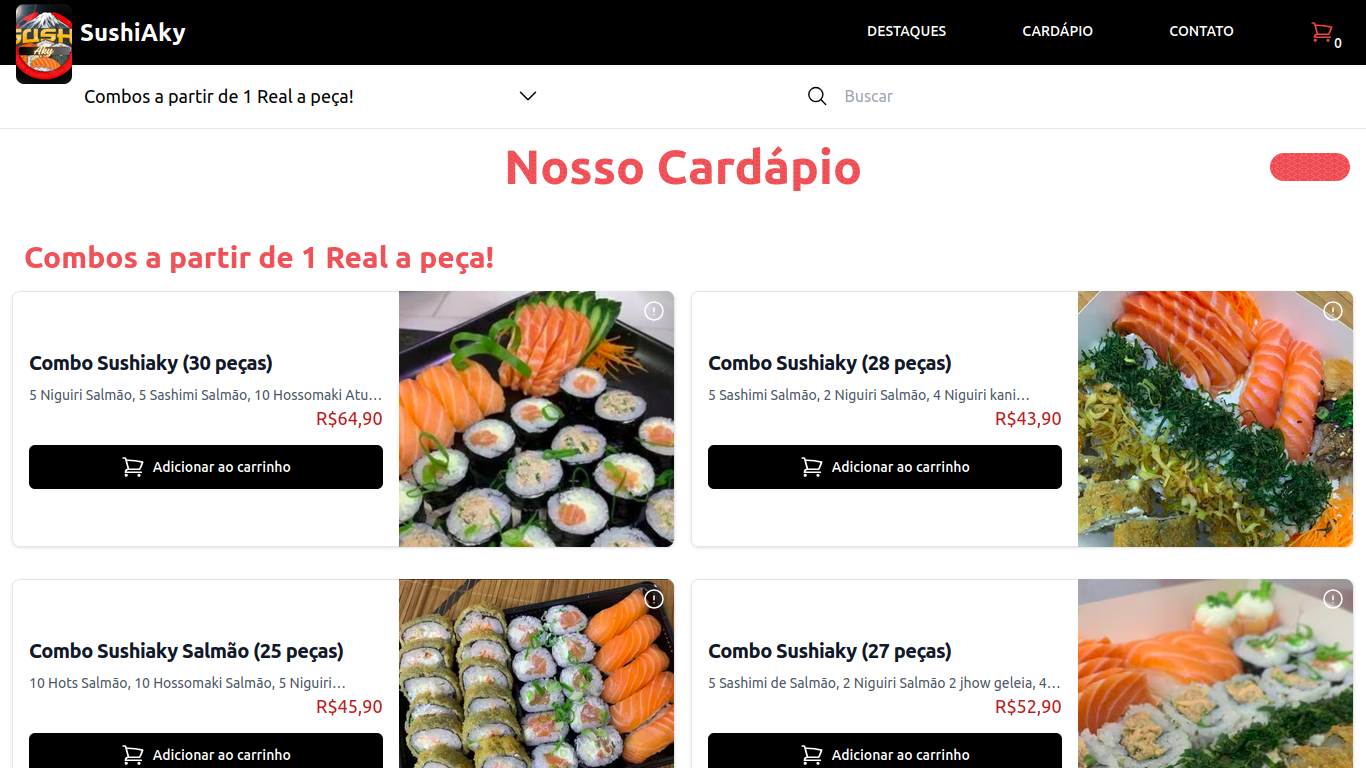 SUSHI
Aky
SushiAky
DESTAQUES
CARDÁPIO
CONTATO
0
Combos a partir de 1 Real a peça!
Buscar
Nosso Cardápio
Combos a partir de 1 Real a peça!
Combo Sushiaky (30 peças)
5 Niguiri Salmão, 5 Sashimi Salmão, 10 Hossomaki Atu…
R$64,90
Adicionar ao carrinho
Combo Sushiaky (28 peças)
5 Sashimi Salmão, 2 Niguiri Salmão, 4 Niguiri kani…
R$43,90
Adicionar ao carrinho
Combo Sushiaky Salmão (25 peças)
10 Hots Salmão, 10 Hossomaki Salmão, 5 Niguiri…
R$45,90
Adicionar ao carrinho
Combo Sushiaky (27 peças)
5 Sashimi de Salmão, 2 Niguiri Salmão 2 jhow geleia, 4…
R$52,90
Adicionar ao carrinho